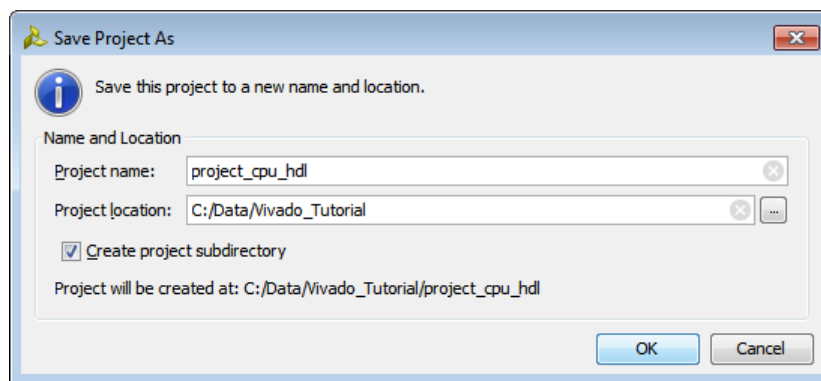 Save Project As
Save this project to a new name and location.
Name and Location
Project name: project_cpu_hdl
Project location: C:/Data/Vivado_Tutorial ...
Create project subdirectory
Project will be created at: C:/Data/Vivado_Tutorial/project_cpu_hdl
OK Cancel